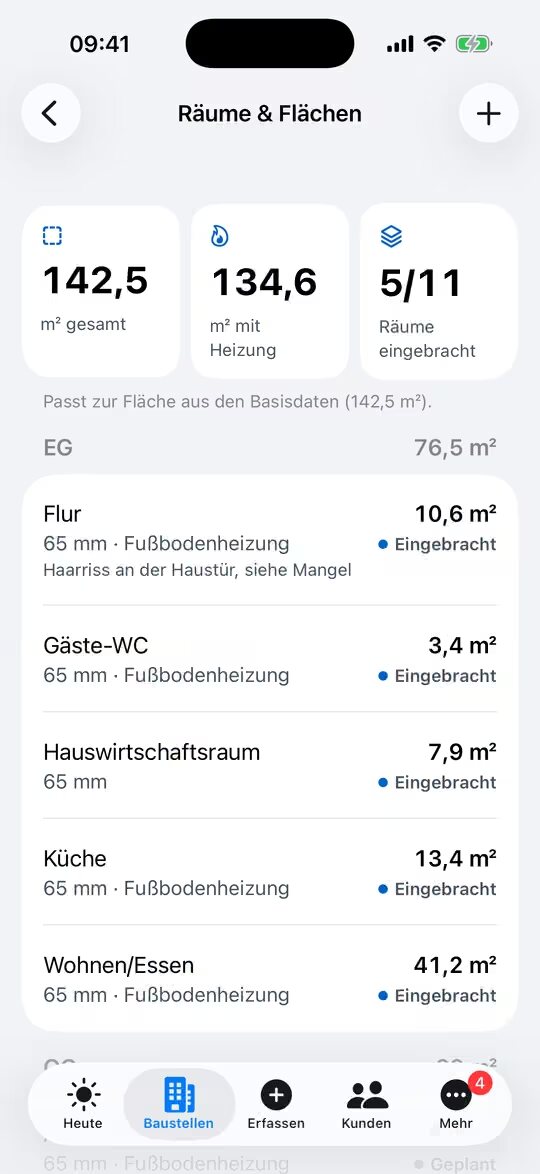 09:41
Räume & Flächen
142,5
m² gesamt
134,6
m² mit
Heizung
5/11
Räume
eingebracht
Passt zur Fläche aus den Basisdaten (142,5 m²).
EG 76,5 m²
Flur 10,6 m²
65 mm · Fußbodenheizung Eingebracht
Haarriss an der Haustür, siehe Mangel
Gäste-WC 3,4 m²
65 mm · Fußbodenheizung Eingebracht
Hauswirtschaftsraum 7,9 m²
65 mm Eingebracht
Küche 13,4 m²
65 mm · Fußbodenheizung Eingebracht
Wohnen/Essen 41,2 m²
65 mm · Fußbodenheizung Eingebracht
4
Heute Baustellen Erfassen Kunden Mehr
65 mm · Fußbodenheizung Geplant